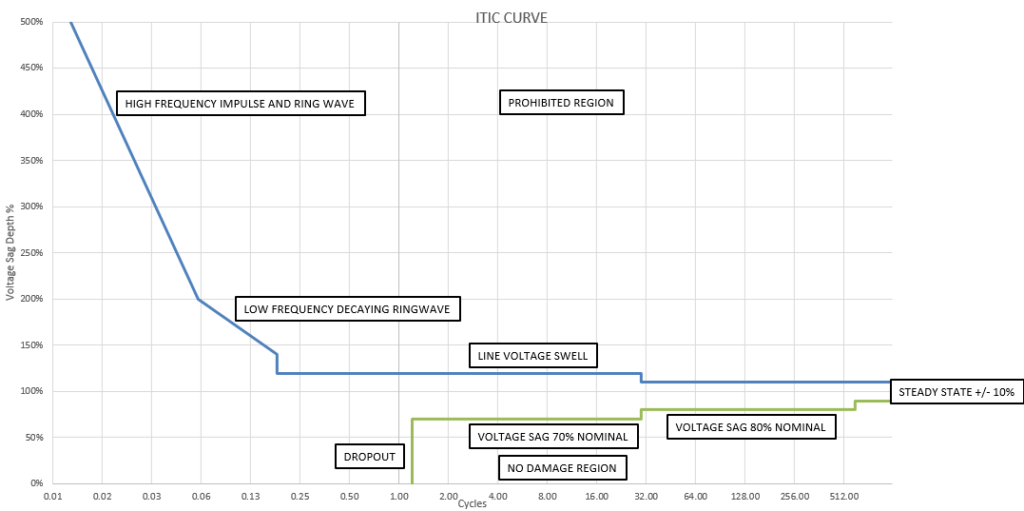 ITIC CURVE
500%
450%
400%
350%
300%
250%
200%
150%
100%
50%
0%
Voltage Sag Depth %
HIGH FREQUENCY IMPULSE AND RING WAVE
PROHIBITED REGION
LOW FREQUENCY DECAYING RINGWAVE
LINE VOLTAGE SWELL
STEADY STATE +/- 10%
VOLTAGE SAG 80% NOMINAL
VOLTAGE SAG 70% NOMINAL
DROPOUT
NO DAMAGE REGION
0.01 0.02 0.03 0.06 0.13 0.25 0.50 1.00 2.00 4.00 8.00 16.00 32.00 64.00 128.00 256.00 512.00
Cycles